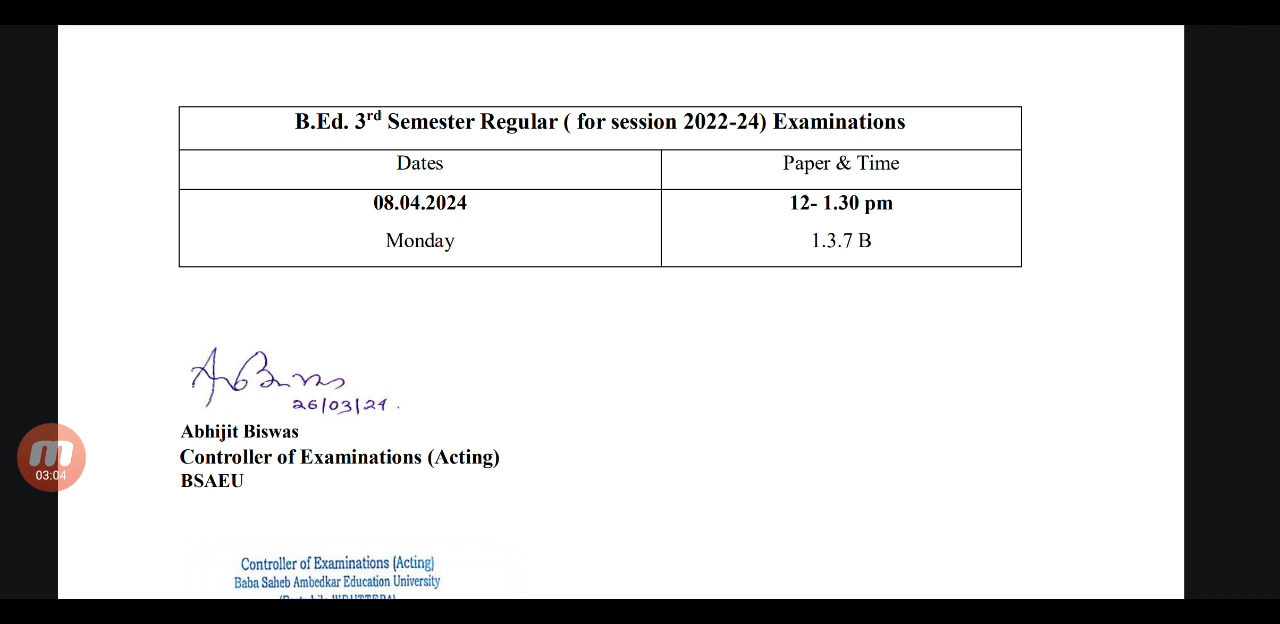 B.Ed. 3rd Semester Regular ( for session 2022-24) Examinations
Dates Paper & Time
08.04.2024 12- 1.30 pm
Monday 1.3.7 B
26/03/24.
Abhijit Biswas
Controller of Examinations (Acting)
BSAEU
03:04
Controller of Examinations (Acting)
Baba Saheb Ambedkar Education University